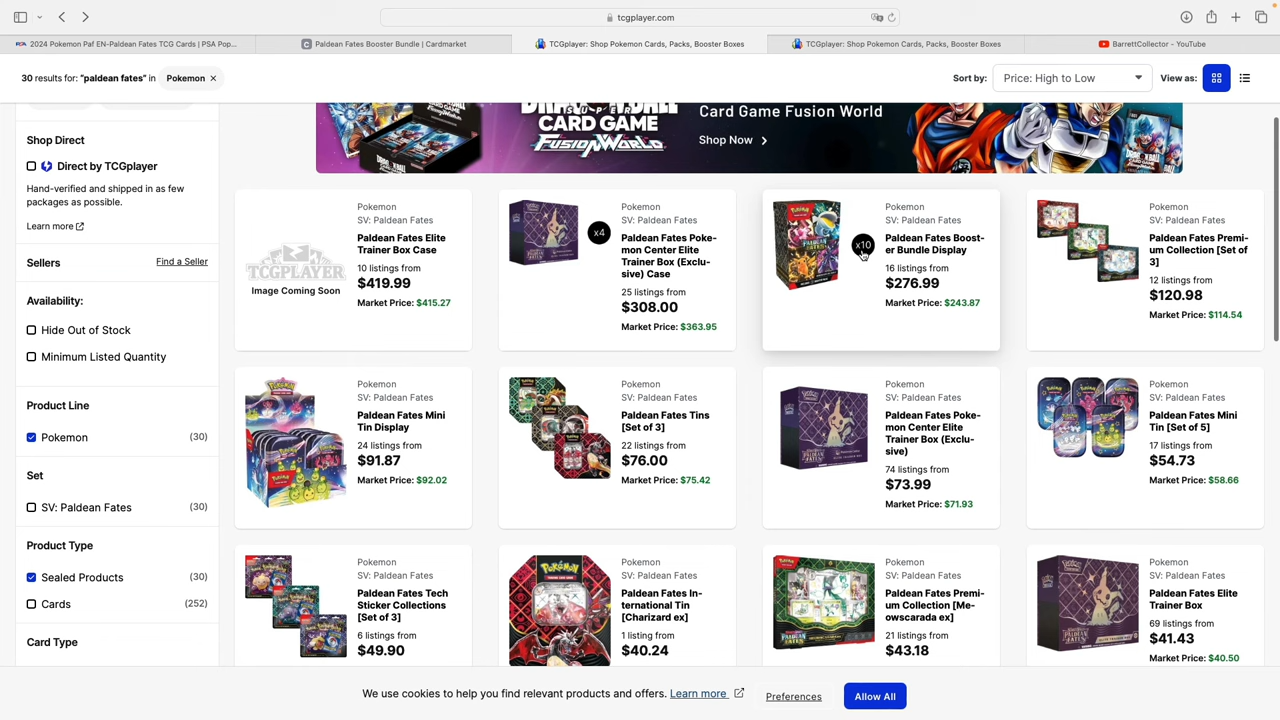 tcgplayer.com
2024 Pokemon Paf EN-Paldean Fates TCG Cards | PSA Pop...
Paldean Fates Booster Bundle | Cardmarket
TCGplayer: Shop Pokemon Cards, Packs, Booster Boxes
TCGplayer: Shop Pokemon Cards, Packs, Booster Boxes
BarrettCollector - YouTube
30 results for: "paldean fates" in Pokemon
Sort by: Price: High to Low
View as:
SUPER
CARD GAME
FUSION WORLD
Card Game Fusion World
Shop Now
Shop Direct
Direct by TCGplayer
Hand-verified and shipped in as few
packages as possible.
Learn more
Sellers
Find a Seller
Availability:
Hide Out of Stock
Minimum Listed Quantity
Product Line
Pokemon (30)
Set
SV: Paldean Fates (30)
Product Type
Sealed Products (30)
Cards (252)
Card Type
TCGPLAYER
Image Coming Soon
Pokemon
SV: Paldean Fates
Paldean Fates Elite
Trainer Box Case
10 listings from
$419.99
Market Price: $415.27
x4
Pokemon
SV: Paldean Fates
Paldean Fates Poke-
mon Center Elite
Trainer Box (Exclu-
sive) Case
25 listings from
$308.00
Market Price: $363.95
x10
Pokemon
SV: Paldean Fates
Paldean Fates Boost-
er Bundle Display
16 listings from
$276.99
Market Price: $243.87
Pokemon
SV: Paldean Fates
Paldean Fates Premi-
um Collection [Set of
3]
12 listings from
$120.98
Market Price: $114.54
Pokemon
SV: Paldean Fates
Paldean Fates Mini
Tin Display
24 listings from
$91.87
Market Price: $92.02
Pokemon
SV: Paldean Fates
Paldean Fates Tins
[Set of 3]
22 listings from
$76.00
Market Price: $75.42
Pokemon
SV: Paldean Fates
Paldean Fates Poke-
mon Center Elite
Trainer Box (Exclu-
sive)
74 listings from
$73.99
Market Price: $71.93
Pokemon
SV: Paldean Fates
Paldean Fates Mini
Tin [Set of 5]
17 listings from
$54.73
Market Price: $58.66
Pokemon
SV: Paldean Fates
Paldean Fates Tech
Sticker Collections
[Set of 3]
6 listings from
$49.90
Pokemon
SV: Paldean Fates
Paldean Fates In-
ternational Tin
[Charizard ex]
1 listing from
$40.24
Pokemon
SV: Paldean Fates
Paldean Fates Premi-
um Collection [Me-
owscarada ex]
21 listings from
$43.18
Pokemon
SV: Paldean Fates
Paldean Fates Elite
Trainer Box
69 listings from
$41.43
Market Price: $40.50
We use cookies to help you find relevant products and offers. Learn more
Preferences
Allow All